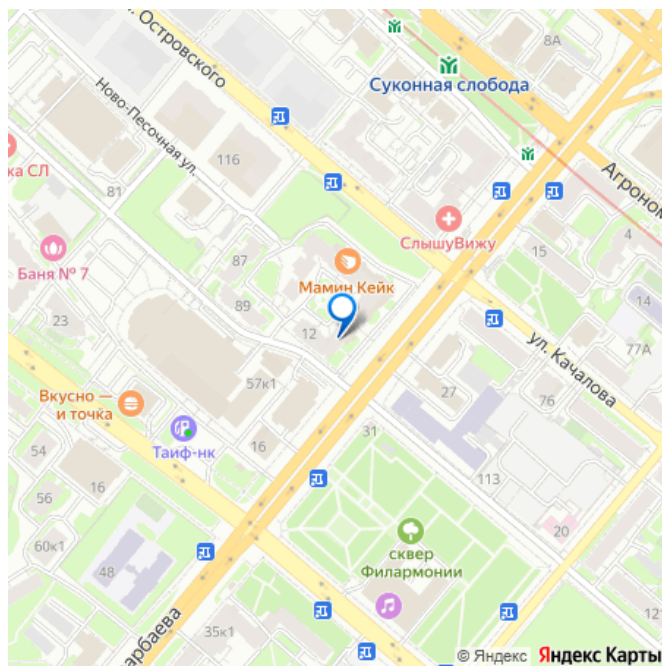 . Островского
8А
Суконная слобода
Ново-Песочная ул.
116
ка СЛ
81
Агроном
СлышуВижу
15
4
Баня № 7
87
Мамин Кейк
14
89
23
12
ул. Качалова
77А
57к1
27
Вкусно —
и точка
76
Таиф-нк
16
31
54
16
113
56
20
60к1
сквер
Филармонии
48
121
35к1
арбаева
© Яндекс Яндекс Карты